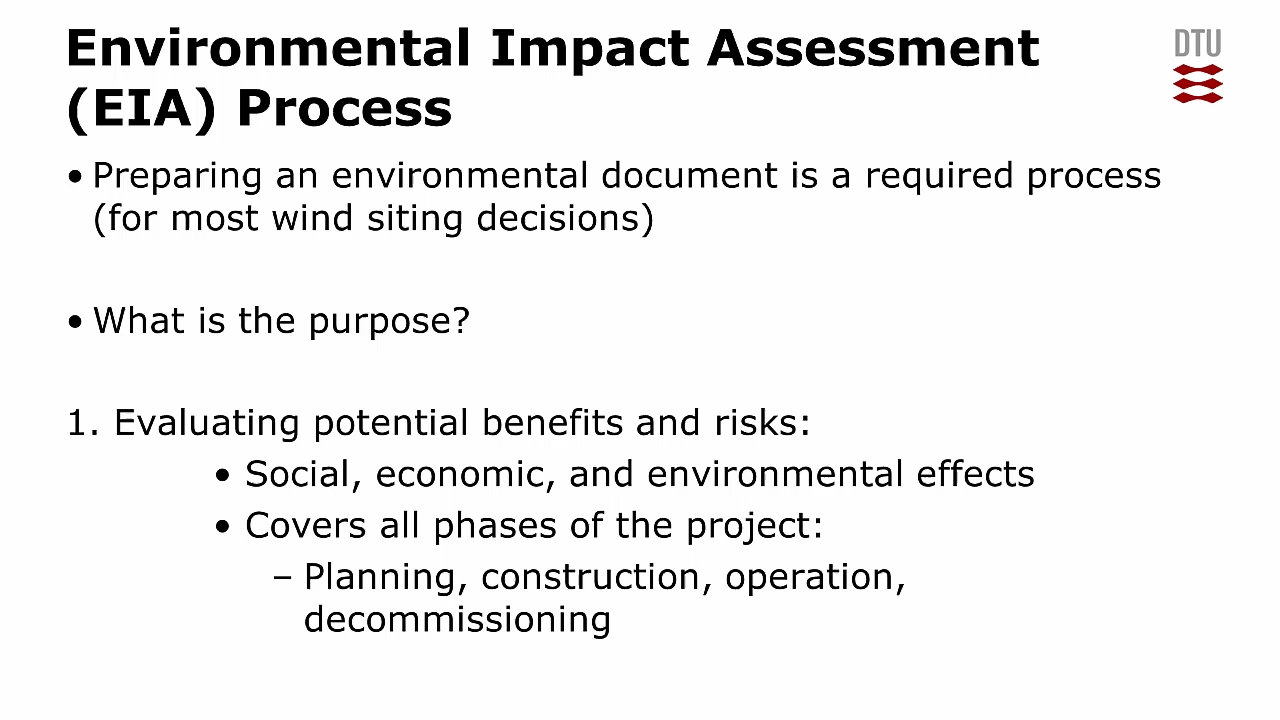 Environmental Impact Assessment
(EIA) Process
DTU
• Preparing an environmental document is a required process
(for most wind siting decisions)
• What is the purpose?
1. Evaluating potential benefits and risks:
• Social, economic, and environmental effects
• Covers all phases of the project:
– Planning, construction, operation,
decommissioning